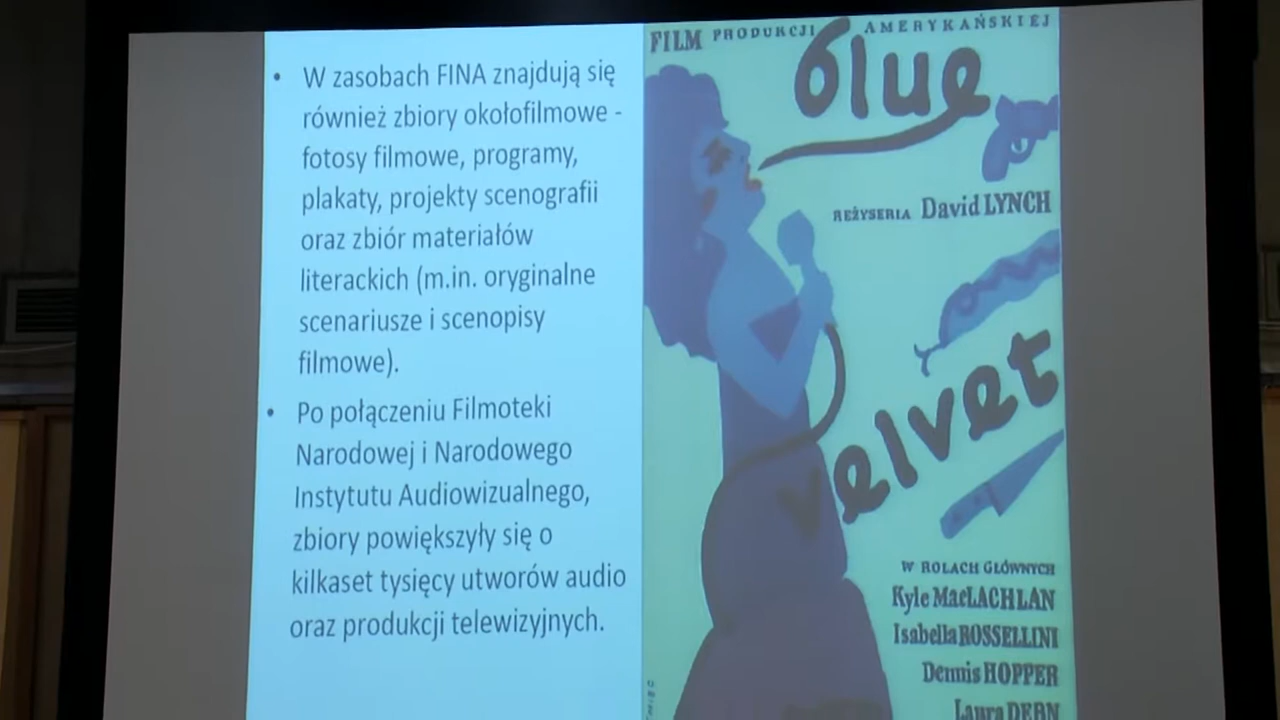 • W zasobach FINA znajdują się
również zbiory okołofilmowe -
fotosy filmowe, programy,
plakaty, projekty scenografii
oraz zbiór materiałów
literackich (m.in. oryginalne
scenariusze i scenopisy
filmowe).
• Po połączeniu Filmoteki
Narodowej i Narodowego
Instytutu Audiowizualnego,
zbiory powiększyły się o
kilkaset tysięcy utworów audio
oraz produkcji telewizyjnych.
FILM PRODUKCJI AMERYKAŃSKIEJ
blue
REŻYSERIA David LYNCH
velvet
W ROLACH GŁÓWNYCH
Kyle MacLACHLAN
Isabella ROSSELLINI
Dennis HOPPER
Laura DERN